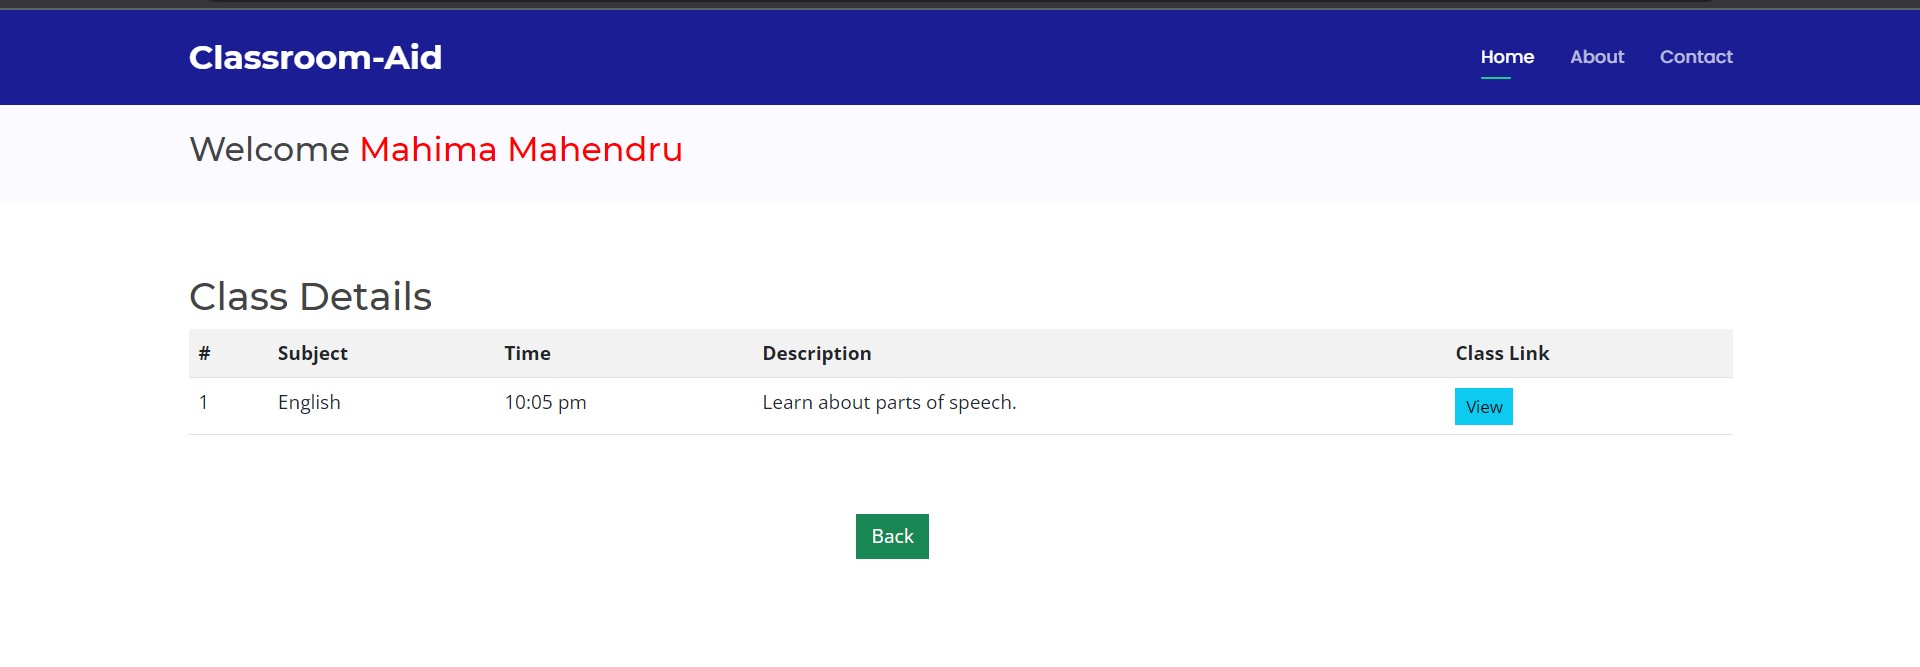 Classroom-Aid Home About Contact
Welcome Mahima Mahendru
Class Details
# Subject Time Description Class Link
1 English 10:05 pm Learn about parts of speech. View
Back